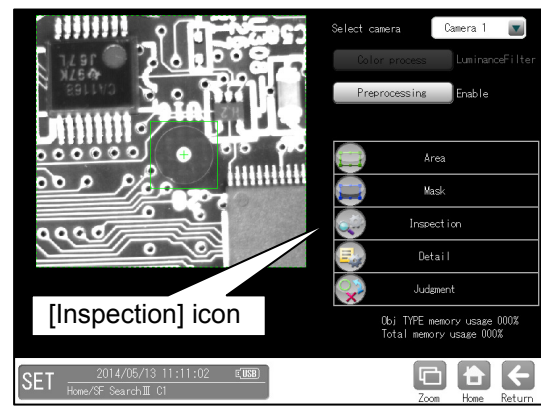 Select camera
Camera 1
Color process
LuminanceFilter
Preprocessing
Enable
Area
Mask
Inspection
Detail
Judgment
[Inspection] icon
Obj TYPE memory usage 000%
Total memory usage 000%
SET
2014/05/13 11:11:02
USB
Home/SF SearchⅢ C1
Zoom
Home
Return